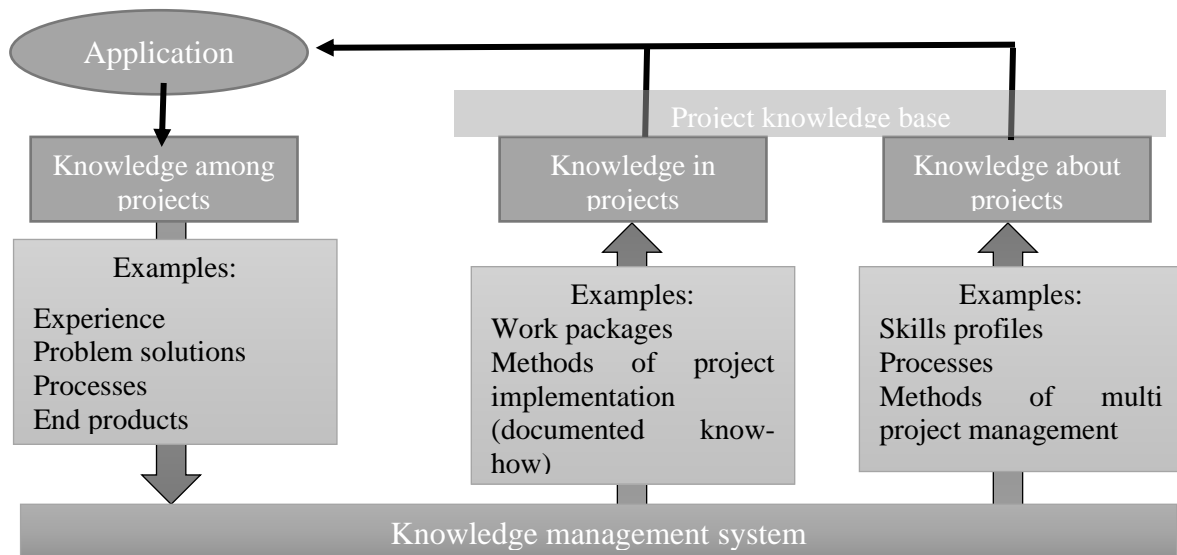 Application
Project knowledge base
Knowledge among
projects
Knowledge in
projects
Knowledge about
projects
Examples:
Experience
Problem solutions
Processes
End products
Examples:
Work packages
Methods of project
implementation
(documented know-
how)
Examples:
Skills profiles
Processes
Methods of multi
project management
Knowledge management system